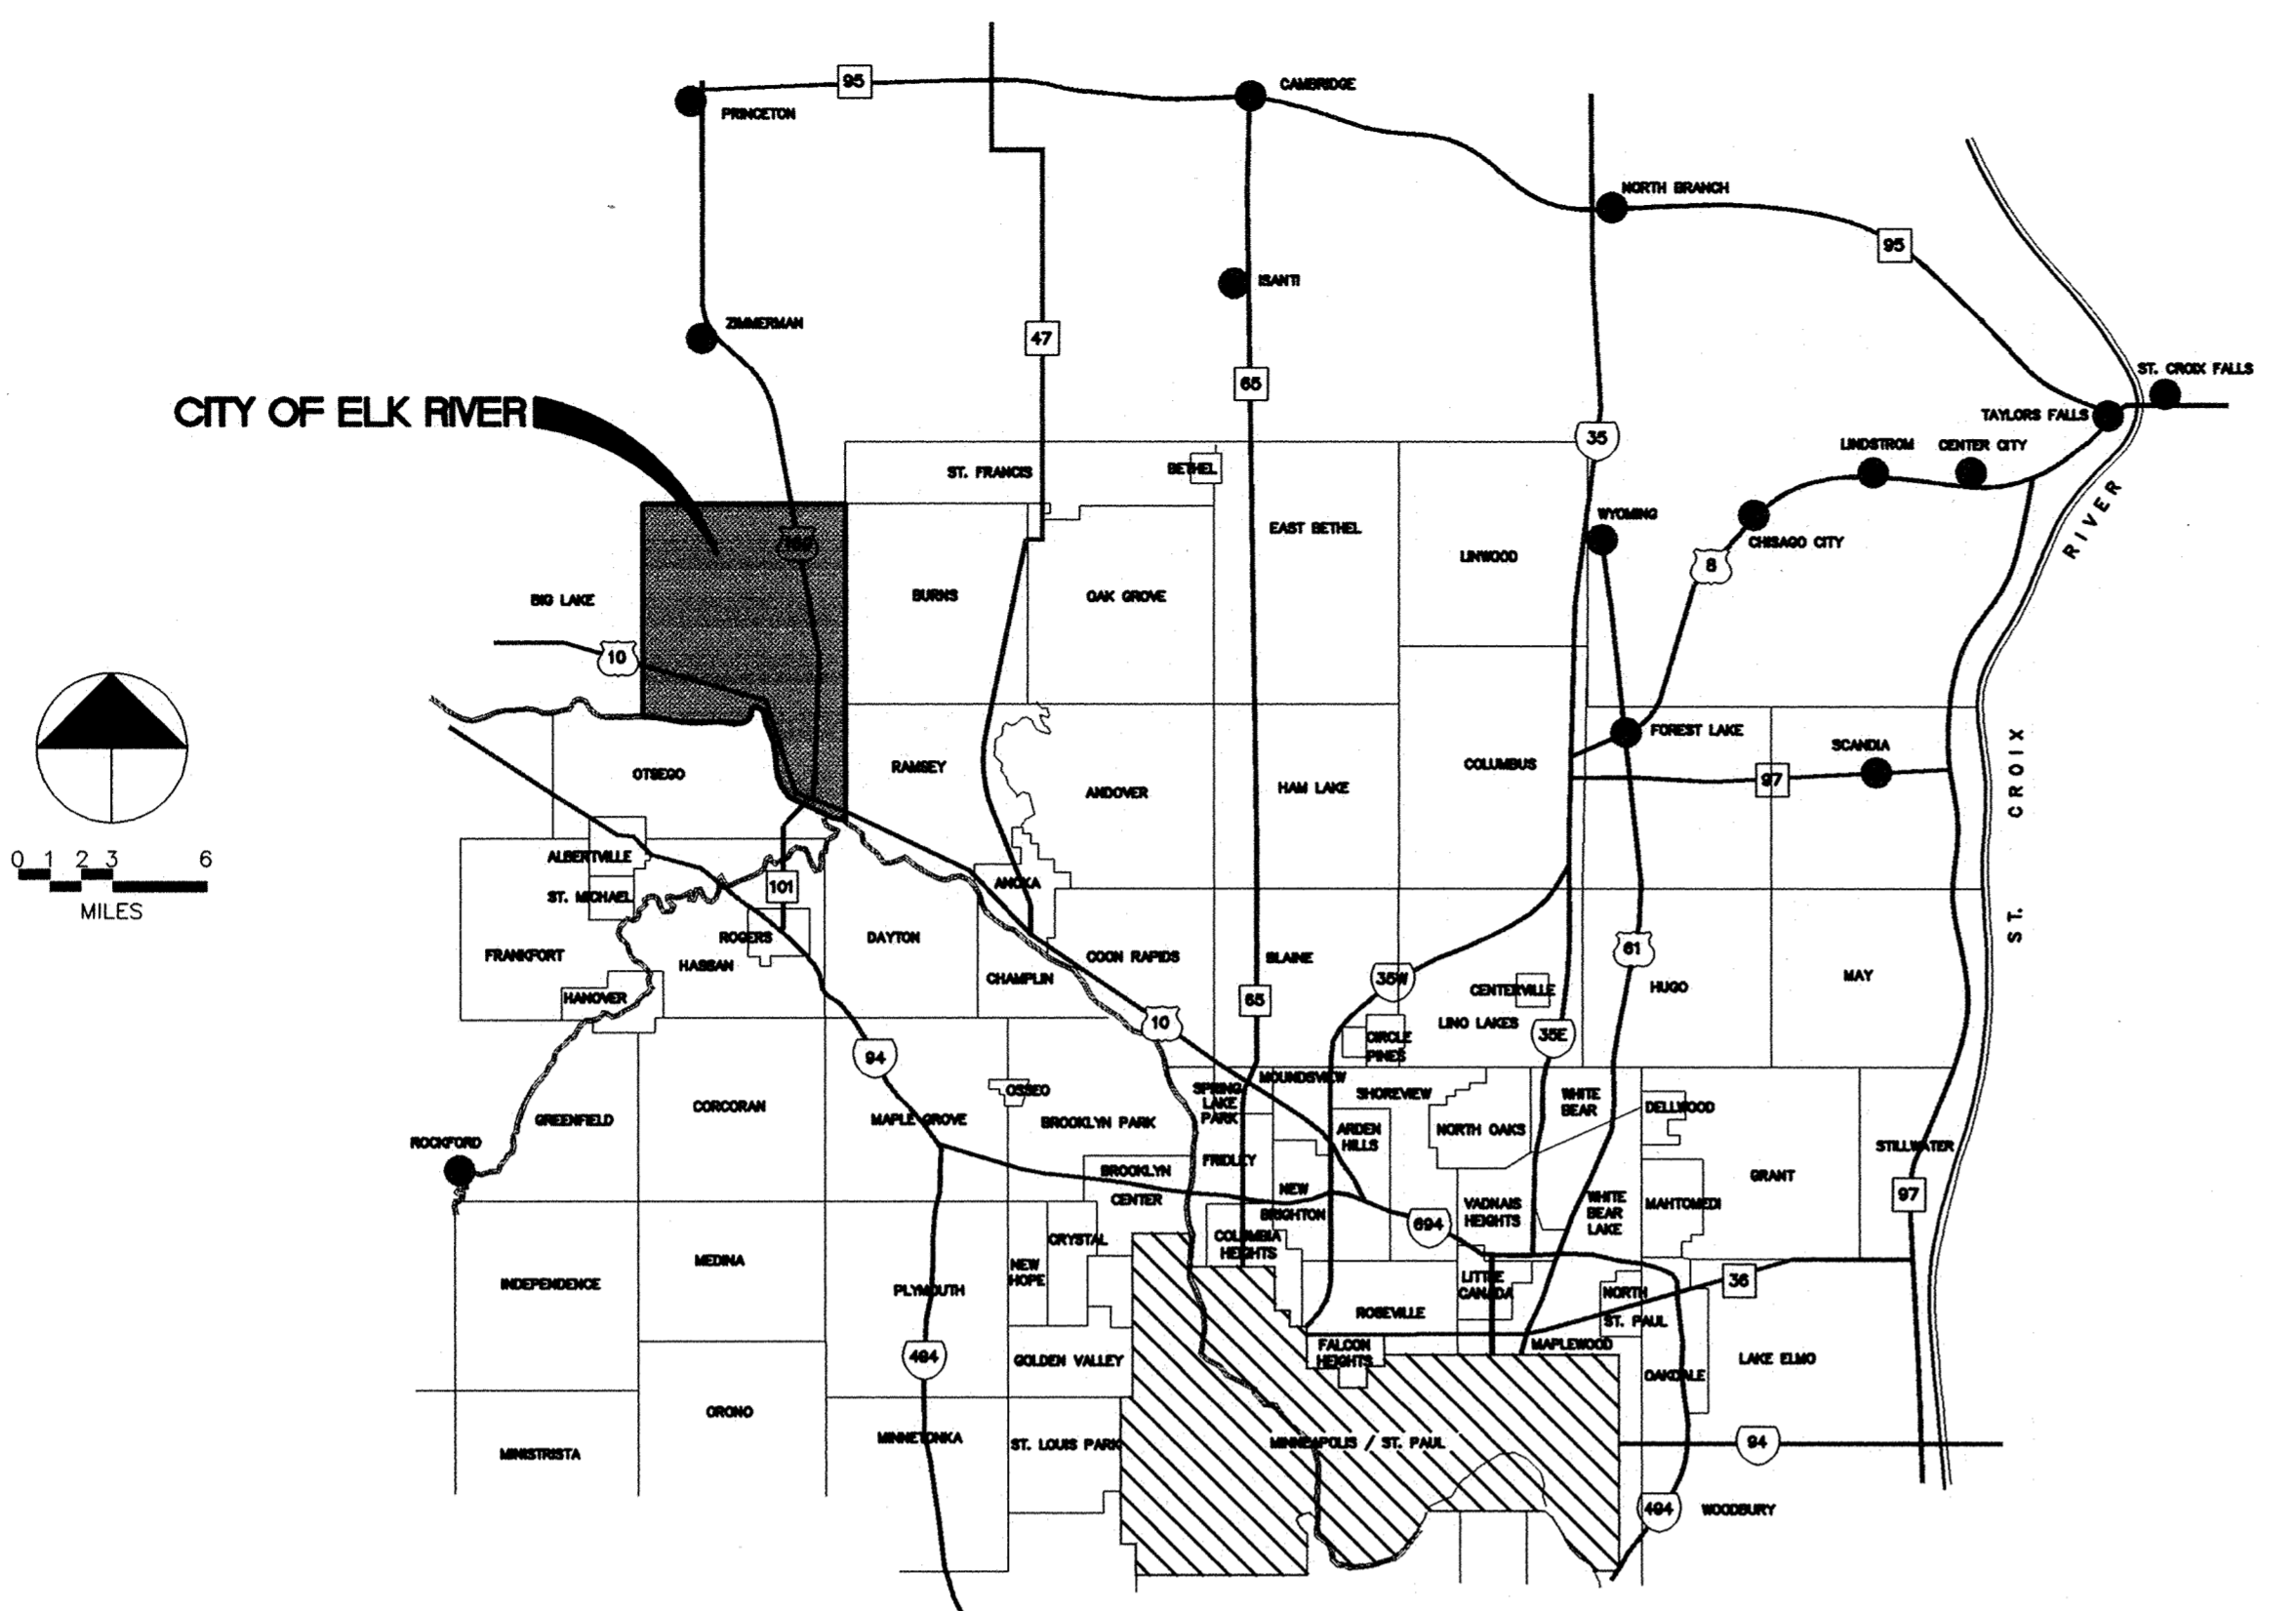 95
CAMBRIDGE
PRINCETON
NORTH BRANCH
95
ISANTI
ZIMMERMAN
47
ST. CROIX FALLS
65
CITY OF ELK RIVER
TAYLORS FALLS
35
LINDSTROM
CENTER CITY
ST. FRANCIS
BETHEL
WYOMING
RIVER
EAST BETHEL
169
CHISAGO CITY
LINWOOD
8
BIG LAKE
BURNS
OAK GROVE
10
FOREST LAKE
SCANDIA
OTSEGO
RAMSEY
COLUMBUS
97
ANDOVER
HAM LAKE
ST. CROIX
0 1 2 3 6
MILES
ALBERTVILLE
101
ANOKA
ST. MICHAEL
ROGERS
DAYTON
FRANKFORT
HASSAN
COON RAPIDS
BLAINE
61
CHAMPLIN
35W
MAY
HANOVER
65
CENTERVILLE
HUGO
10
LINO LAKES
35E
CIRCLE
PINES
94
MOUNDSVIEW
OSSEO
SPRING
LAKE
PARK
SHOREVIEW
WHITE
BEAR
CORCORAN
DELLWOOD
GREENFIELD
MAPLE GROVE
BROOKLYN PARK
ARDEN
HILLS
NORTH OAKS
ROCKFORD
STILLWATER
FRIDLEY
BROOKLYN
CENTER
GRANT
NEW
BRIGHTON
97
VADNAIS
HEIGHTS
WHITE
BEAR
LAKE
MAHTOMEDI
694
COLUMBIA
HEIGHTS
CRYSTAL
MEDINA
NEW
HOPE
INDEPENDENCE
PLYMOUTH
LITTLE
CANADA
36
NORTH
ST. PAUL
ROSEVILLE
FALCON
HEIGHTS
MAPLEWOOD
494
GOLDEN VALLEY
LAKE ELMO
OAKDALE
ORONO
MINNETONKA
ST. LOUIS PARK
MINNEAPOLIS / ST. PAUL
94
MINISTRISTA
494
WOODBURY